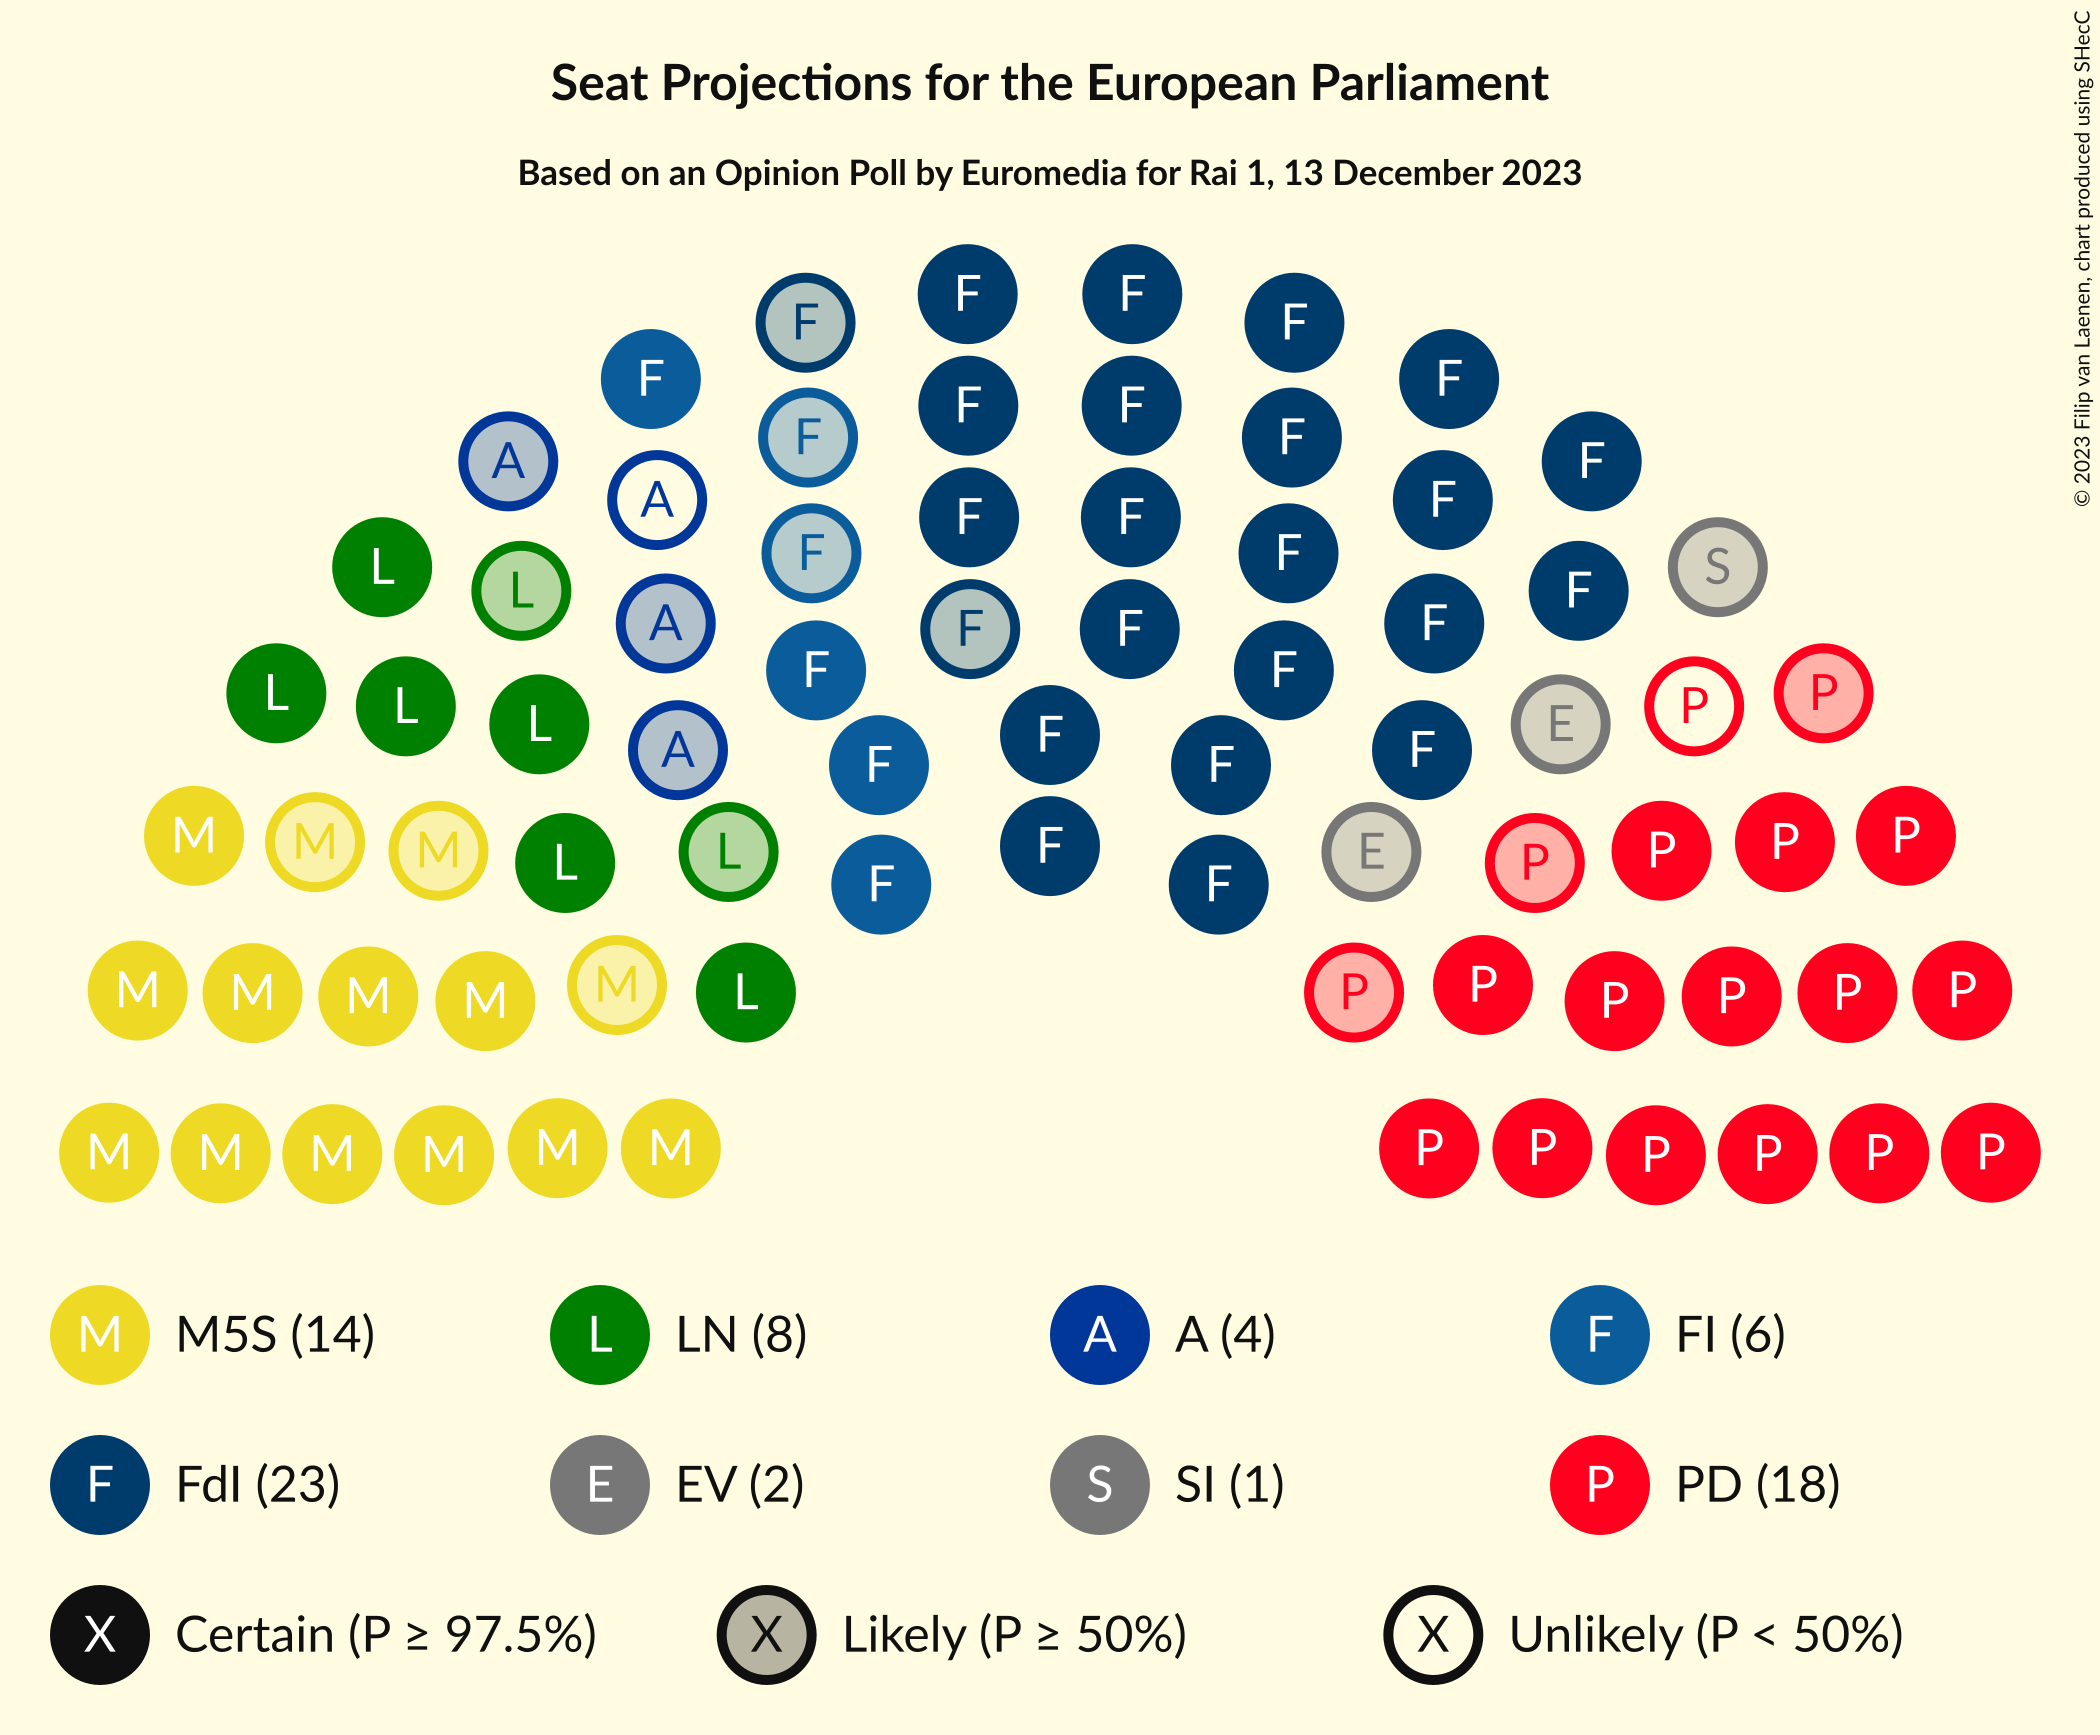 Seat Projections for the European Parliament
Based on an Opinion Poll by Euromedia for Rai 1, 13 December 2023
© 2023 Filip van Laenen, chart produced using SHecC
F F
F F
F F
F F
F F
A F
F F
A F
F F
F F
L S
L F
A F
F F
F F
P
L P
L P
L E
A F
F F
F
M P
M P
M P
L P
L E
F F
F
M P
M P
M P
M P
M P
L P
M M M M M M P P P P P P
M M5S (14) L LN (8) A A (4) F FI (6)
F FdI (23) E EV (2) S SI (1) P PD (18)
X Certain (P ≥ 97.5%) X Likely (P ≥ 50%) X Unlikely (P < 50%)